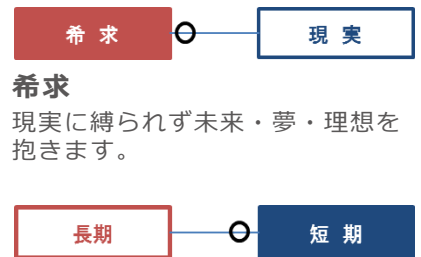 希 求 現 実
希求
現実に縛られず未来・夢・理想を
抱きます。
長期 短 期